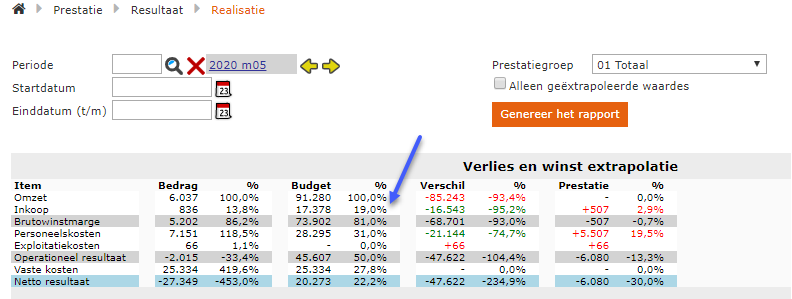 Prestatie Resultaat Realisatie
Periode 2020 m05 Prestatiegroep 01 Totaal
Startdatum 23 Alleen geëxtrapoleerde waardes
Einddatum (t/m) 23 Genereer het rapport
Verlies en winst extrapolatie
Item Bedrag % Budget % Verschil % Prestatie %
Omzet 6.037 100,0% 91.280 100,0% -85.243 -93,4% - 0,0%
Inkoop 836 13,8% 17.378 19,0% -16.543 -95,2% +507 2,9%
Brutowinstmarge 5.202 86,2% 73.902 81,0% -68.701 -93,0% -507 -0,7%
Personeelskosten 7.151 118,5% 28.295 31,0% -21.144 -74,7% +5.507 19,5%
Exploitatiekosten 66 1,1% - 0,0% +66 +66
Operationeel resultaat -2.015 -33,4% 45.607 50,0% -47.622 -104,4% -6.080 -13,3%
Vaste kosten 25.334 419,6% 25.334 27,8% - 0,0% - 0,0%
Netto resultaat -27.349 -453,0% 20.273 22,2% -47.622 -234,9% -6.080 -30,0%